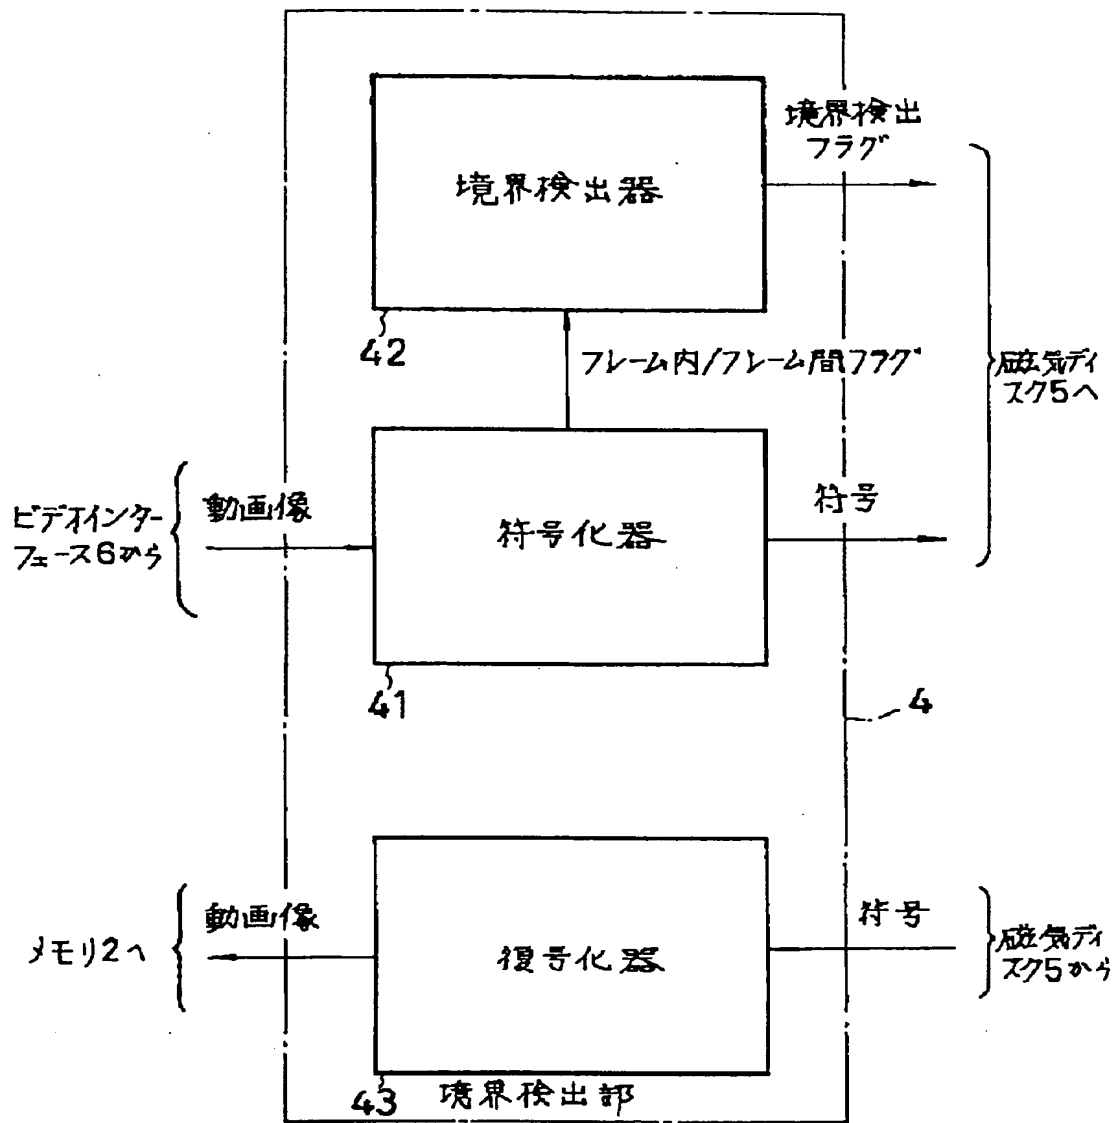 境界検出
フラグ
境界検出器
42
フレーム内/フレーム間フラグ
磁気ディ
スク5へ
ビデオインター
フェース6から
動画像
符号化器
符号
41
4
メモリ2へ
動画像
復号化器
符号
磁気ディ
スク5から
43
境界検出部